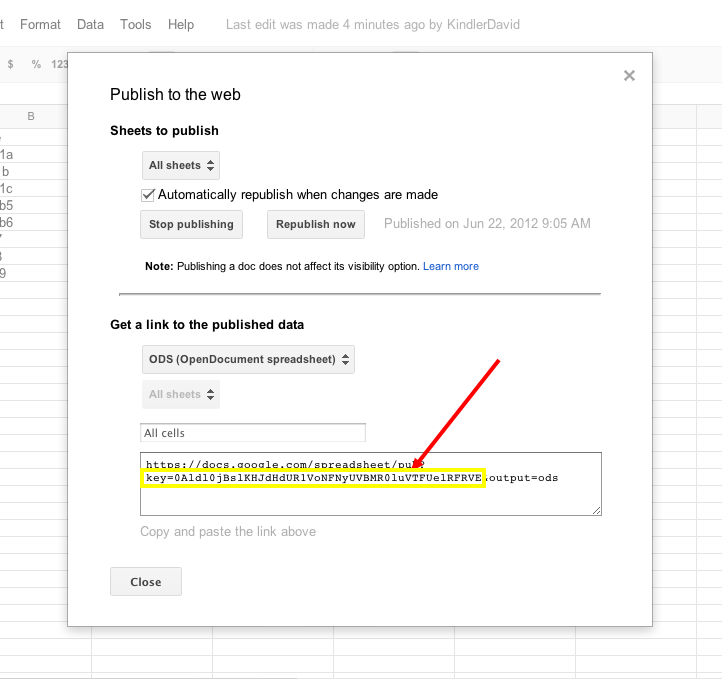 Format Data Tools Help Last edit was made 4 minutes ago by KindlerDavid
$ % 123
Publish to the web
B
Sheets to publish
1a
All sheets
b
1c
Automatically republish when changes are made
b5
b6
Stop publishing Republish now Published on Jun 22, 2012 9:05 AM
9
Note: Publishing a doc does not affect its visibility option. Learn more
Get a link to the published data
ODS (OpenDocument spreadsheet)
All sheets
All cells
https://docs.google.com/spreadsheet/pub?
key=0Aldl0jBslKHJdHdUR1VoNFNyUVBMR0luVTFUelRFRVE&output=ods
Copy and paste the link above
Close